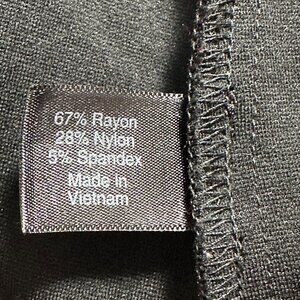 67% Rayon
28% Nylon
5% Spandex
Made in
Vietnam